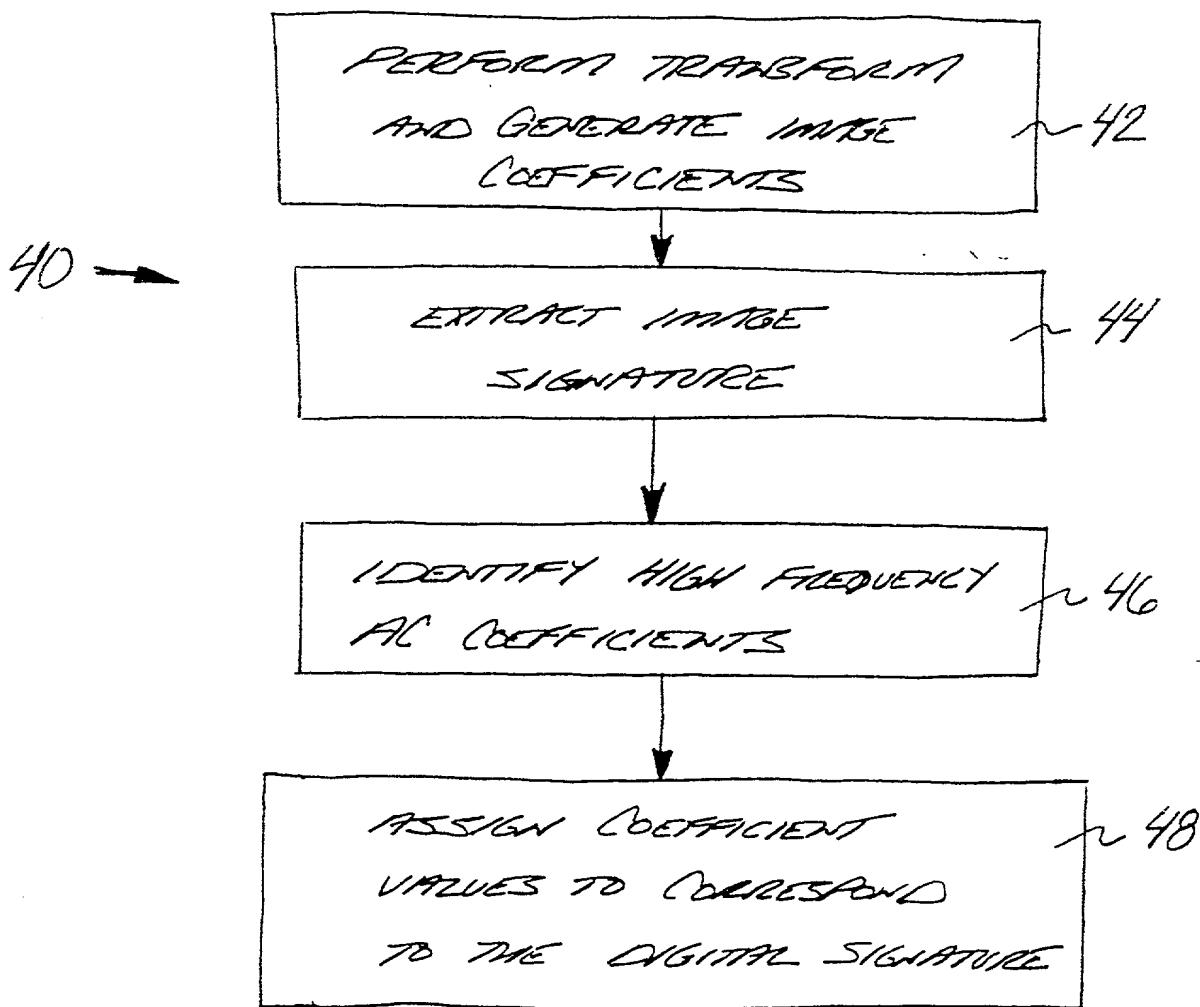 PERFORM TRANSFORM
AND GENERATE IMAGE
COEFFICIENTS
42
40
EXTRACT IMAGE
SIGNATURE
44
IDENTIFY HIGH FREQUENCY
AC COEFFICIENTS
46
ASSIGN COEFFICIENT
VALUES TO CORRESPOND
TO THE DIGITAL SIGNATURE
48